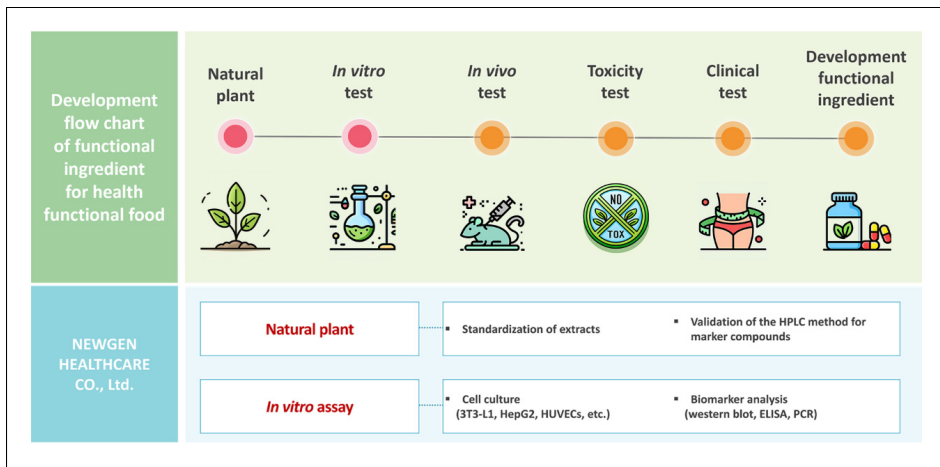 Development
flow chart
of functional
ingredient
for health
functional food
Natural
plant
In vitro
test
In vivo
test
Toxicity
test
Clinical
test
Development
functional
ingredient
NO
TOX
NEWGEN
HEALTHCARE
CO., Ltd.
Natural plant
▪ Standardization of extracts
▪ Validation of the HPLC method for
marker compounds
In vitro assay
▪ Cell culture
(3T3-L1, HepG2, HUVECs, etc.)
▪ Biomarker analysis
(western blot, ELISA, PCR)